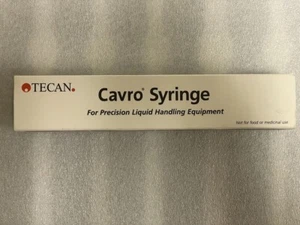 TECAN.
Cavro® Syringe
For Precision Liquid Handling Equipment
Not for food or medicinal use